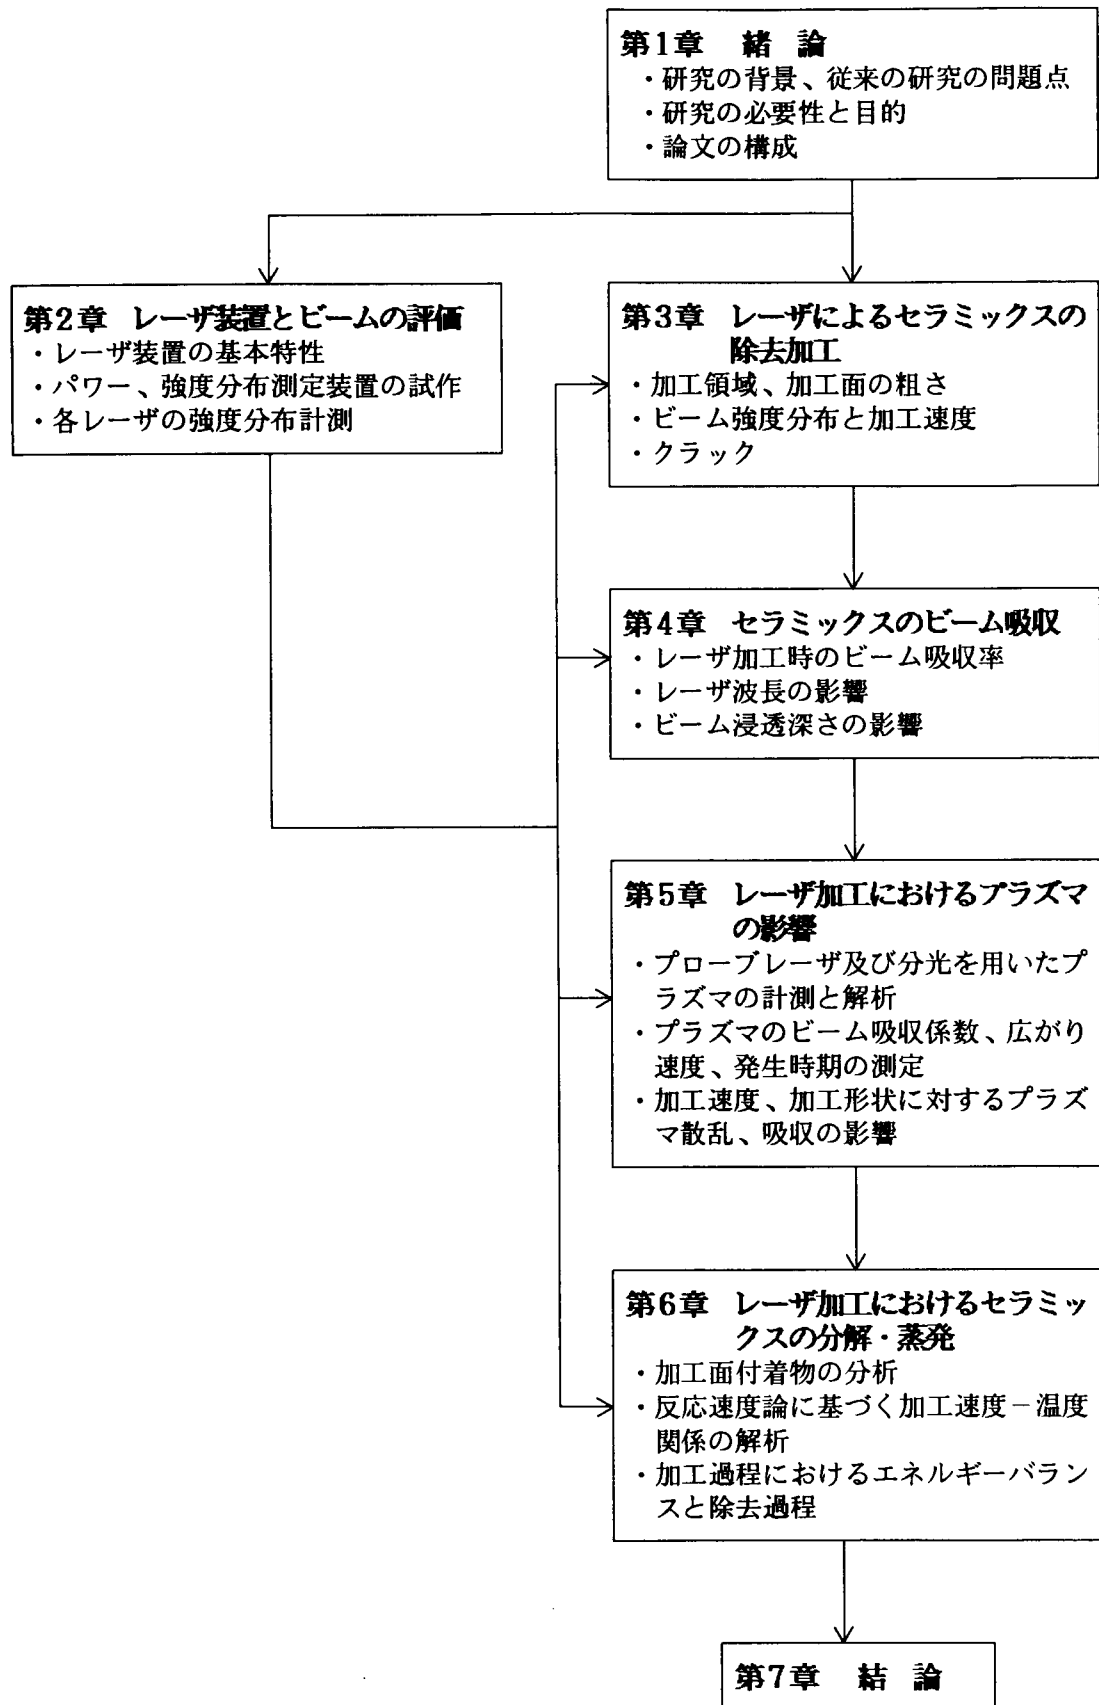 第1章　緒　論
・研究の背景、従来の研究の問題点
・研究の必要性と目的
・論文の構成
第2章　レーザ装置とビームの評価
・レーザ装置の基本特性
・パワー、強度分布測定装置の試作
・各レーザの強度分布計測
第3章　レーザによるセラミックスの
除去加工
・加工領域、加工面の粗さ
・ビーム強度分布と加工速度
・クラック
第4章　セラミックスのビーム吸収
・レーザ加工時のビーム吸収率
・レーザ波長の影響
・ビーム浸透深さの影響
第5章　レーザ加工におけるプラズマ
の影響
・プローブレーザ及び分光を用いたプ
ラズマの計測と解析
・プラズマのビーム吸収係数、広がり
速度、発生時期の測定
・加工速度、加工形状に対するプラズ
マ散乱、吸収の影響
第6章　レーザ加工におけるセラミッ
クスの分解・蒸発
・加工面付着物の分析
・反応速度論に基づく加工速度－温度
関係の解析
・加工過程におけるエネルギーバラン
スと除去過程
第7章　結　論